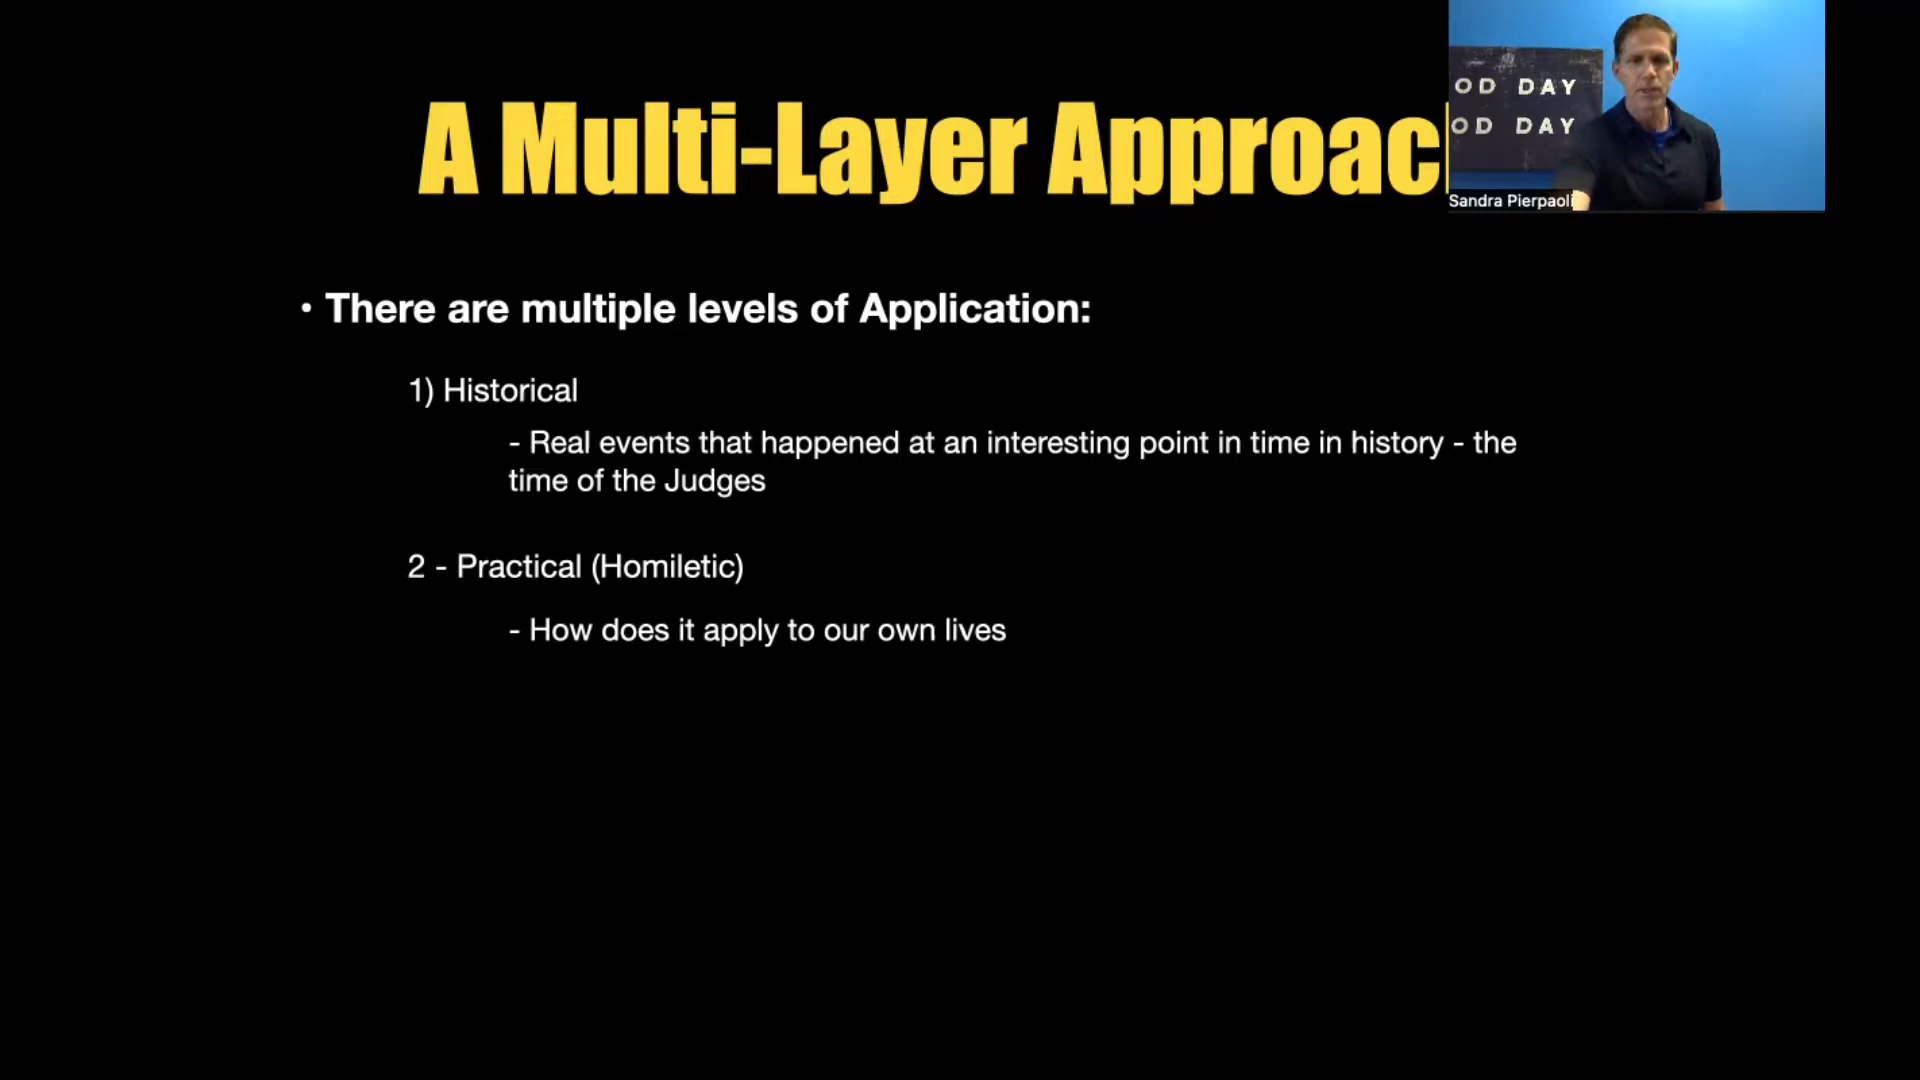 A Multi-Layer Approac
OD DAY
OD DAY
Sandra Pierpaoli
• There are multiple levels of Application:
1) Historical
- Real events that happened at an interesting point in time in history - the
time of the Judges
2 - Practical (Homiletic)
- How does it apply to our own lives